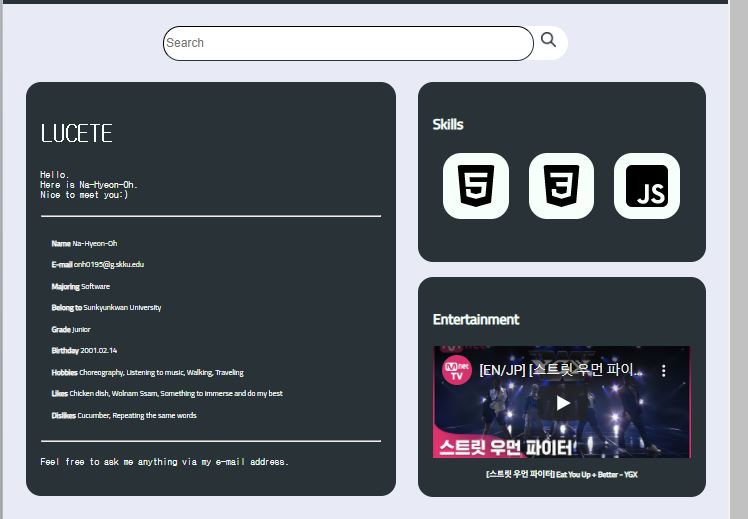 Search
LUCETE
Hello.
Here is Na-Hyeon-Oh.
Nice to meet you:)
Name Na-Hyeon-Oh
E-mail onh0195@g.skku.edu
Majoring Software
Belong to Sunkyunkwan University
Grade Junior
Birthday 2001.02.14
Hobbies Choreography, Listening to music, Walking, Traveling
Likes Chicken dish, Wolnam Ssam, Something to immerse and do my best
Dislikes Cucumber, Repeating the same words
Feel free to ask me anything via my e-mail address.
Skills
5
3
JS
Entertainment
Mnet TV
[EN/JP] [스트릿 우먼 파이...
스트릿 우먼 파이터
[스트릿 우먼 파이터] Eat You Up + Better - YGX